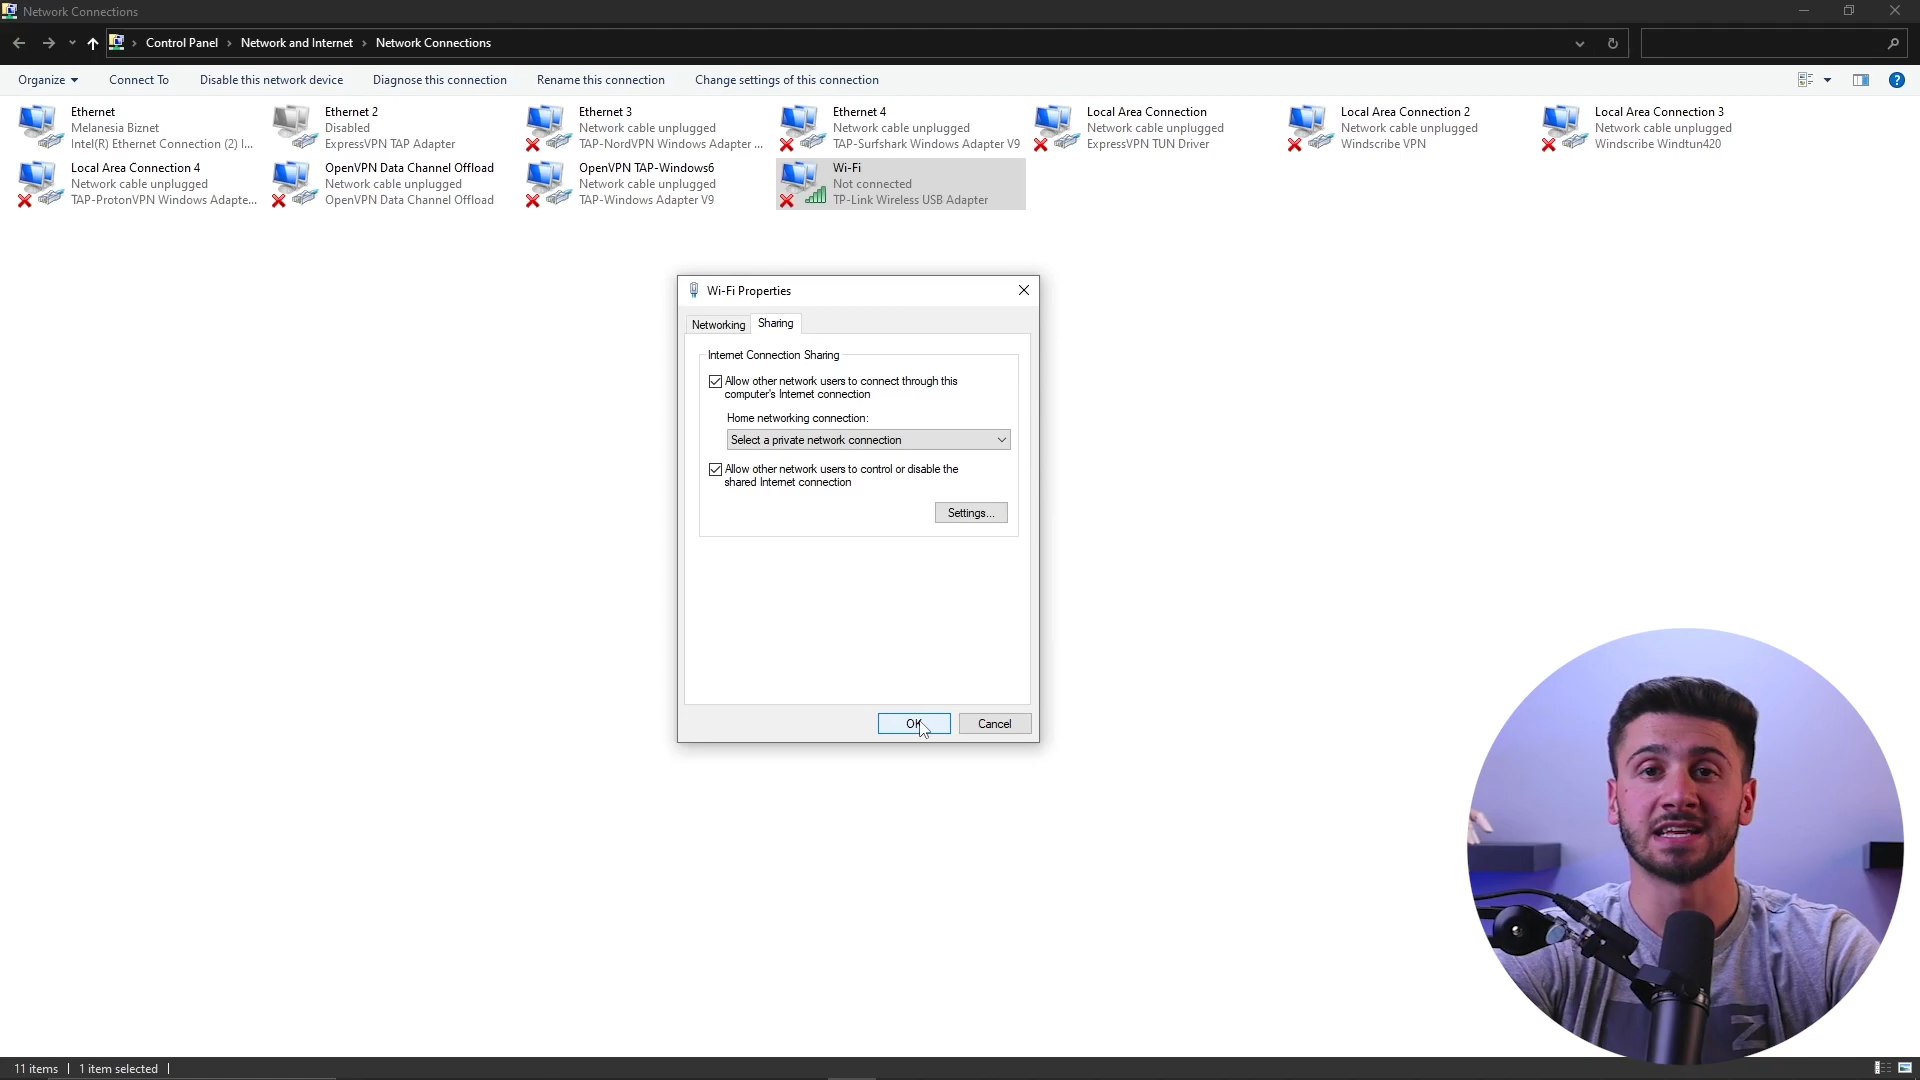 Network Connections
Control Panel
Network and Internet
Network Connections
Organize
Connect To
Disable this network device
Diagnose this connection
Rename this connection
Change settings of this connection
Ethernet
Melanesia Biznet
Intel(R) Ethernet Connection (2) I...
Ethernet 2
Disabled
ExpressVPN TAP Adapter
Ethernet 3
Network cable unplugged
TAP-NordVPN Windows Adapter ...
Ethernet 4
Network cable unplugged
TAP-Surfshark Windows Adapter V9
Local Area Connection
Network cable unplugged
ExpressVPN TUN Driver
Local Area Connection 2
Network cable unplugged
Windscribe VPN
Local Area Connection 3
Network cable unplugged
Windscribe Windtun420
Local Area Connection 4
Network cable unplugged
TAP-ProtonVPN Windows Adapte...
OpenVPN Data Channel Offload
Network cable unplugged
OpenVPN Data Channel Offload
OpenVPN TAP-Windows6
Network cable unplugged
TAP-Windows Adapter V9
Wi-Fi
Not connected
TP-Link Wireless USB Adapter
Wi-Fi Properties
Networking
Sharing
Internet Connection Sharing
Allow other network users to connect through this
computer's Internet connection
Home networking connection:
Select a private network connection
Allow other network users to control or disable the
shared Internet connection
Settings...
OK
Cancel
11 items
1 item selected